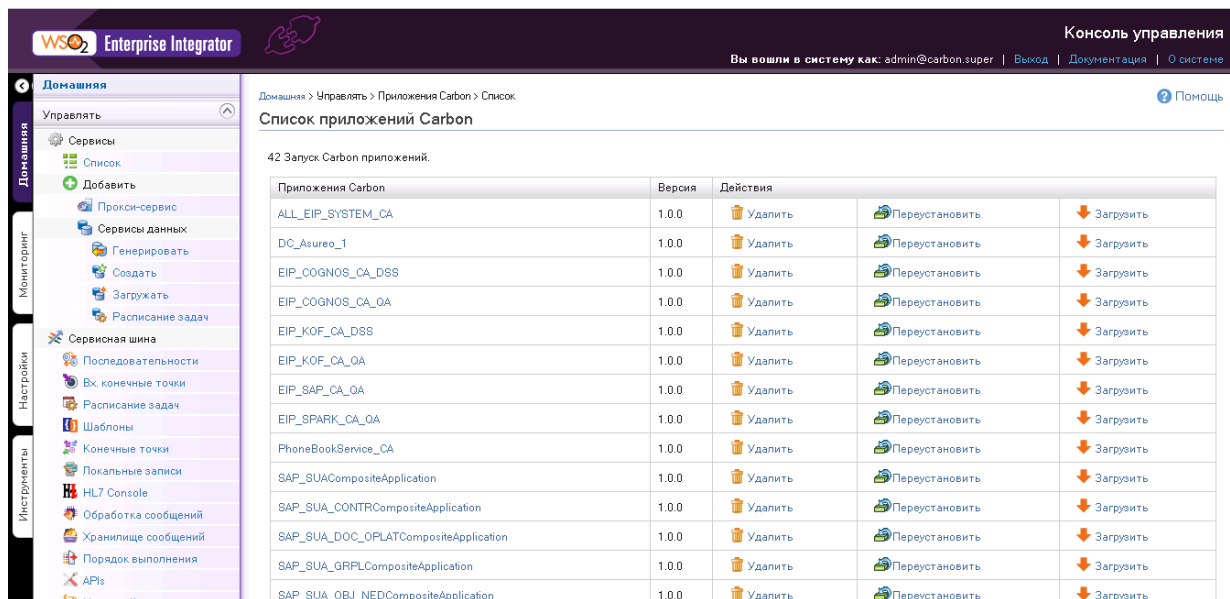 WSO2 Enterprise Integrator
Консоль управления
Вы вошли в систему как: admin@carbon.super | Выход | Документация | О системе
Домашняя
Мониторинг
Настройки
Инструменты
Домашняя
Управлять
Сервисы
Список
Добавить
Прокси-сервис
Сервисы данных
Генерировать
Создать
Загружать
Расписание задач
Сервисная шина
Последовательности
Вх. конечные точки
Расписание задач
Шаблоны
Конечные точки
Локальные записи
HL7 Console
Обработка сообщений
Хранилище сообщений
Порядок выполнения
APIs
Домашняя > Управлять > Приложения Carbon > Список
Помощь
Список приложений Carbon
42 Запуск Carbon приложений.
Приложения Carbon Версия Действия
ALL_EIP_SYSTEM_CA 1.0.0 Удалить Переустановить Загрузить
DC_Asureo_1 1.0.0 Удалить Переустановить Загрузить
EIP_COGNOS_CA_DSS 1.0.0 Удалить Переустановить Загрузить
EIP_COGNOS_CA_QA 1.0.0 Удалить Переустановить Загрузить
EIP_KOF_CA_DSS 1.0.0 Удалить Переустановить Загрузить
EIP_KOF_CA_QA 1.0.0 Удалить Переустановить Загрузить
EIP_SAP_CA_QA 1.0.0 Удалить Переустановить Загрузить
EIP_SPARK_CA_QA 1.0.0 Удалить Переустановить Загрузить
PhoneBookService_CA 1.0.0 Удалить Переустановить Загрузить
SAP_SUACompositeApplication 1.0.0 Удалить Переустановить Загрузить
SAP_SUA_CONTRCompositeApplication 1.0.0 Удалить Переустановить Загрузить
SAP_SUA_DOC_OPLATCompositeApplication 1.0.0 Удалить Переустановить Загрузить
SAP_SUA_GRPLCompositeApplication 1.0.0 Удалить Переустановить Загрузить
SAP_SUA_OBJ_NEDCompositeApplication 1.0.0 Удалить Переустановить Загрузить